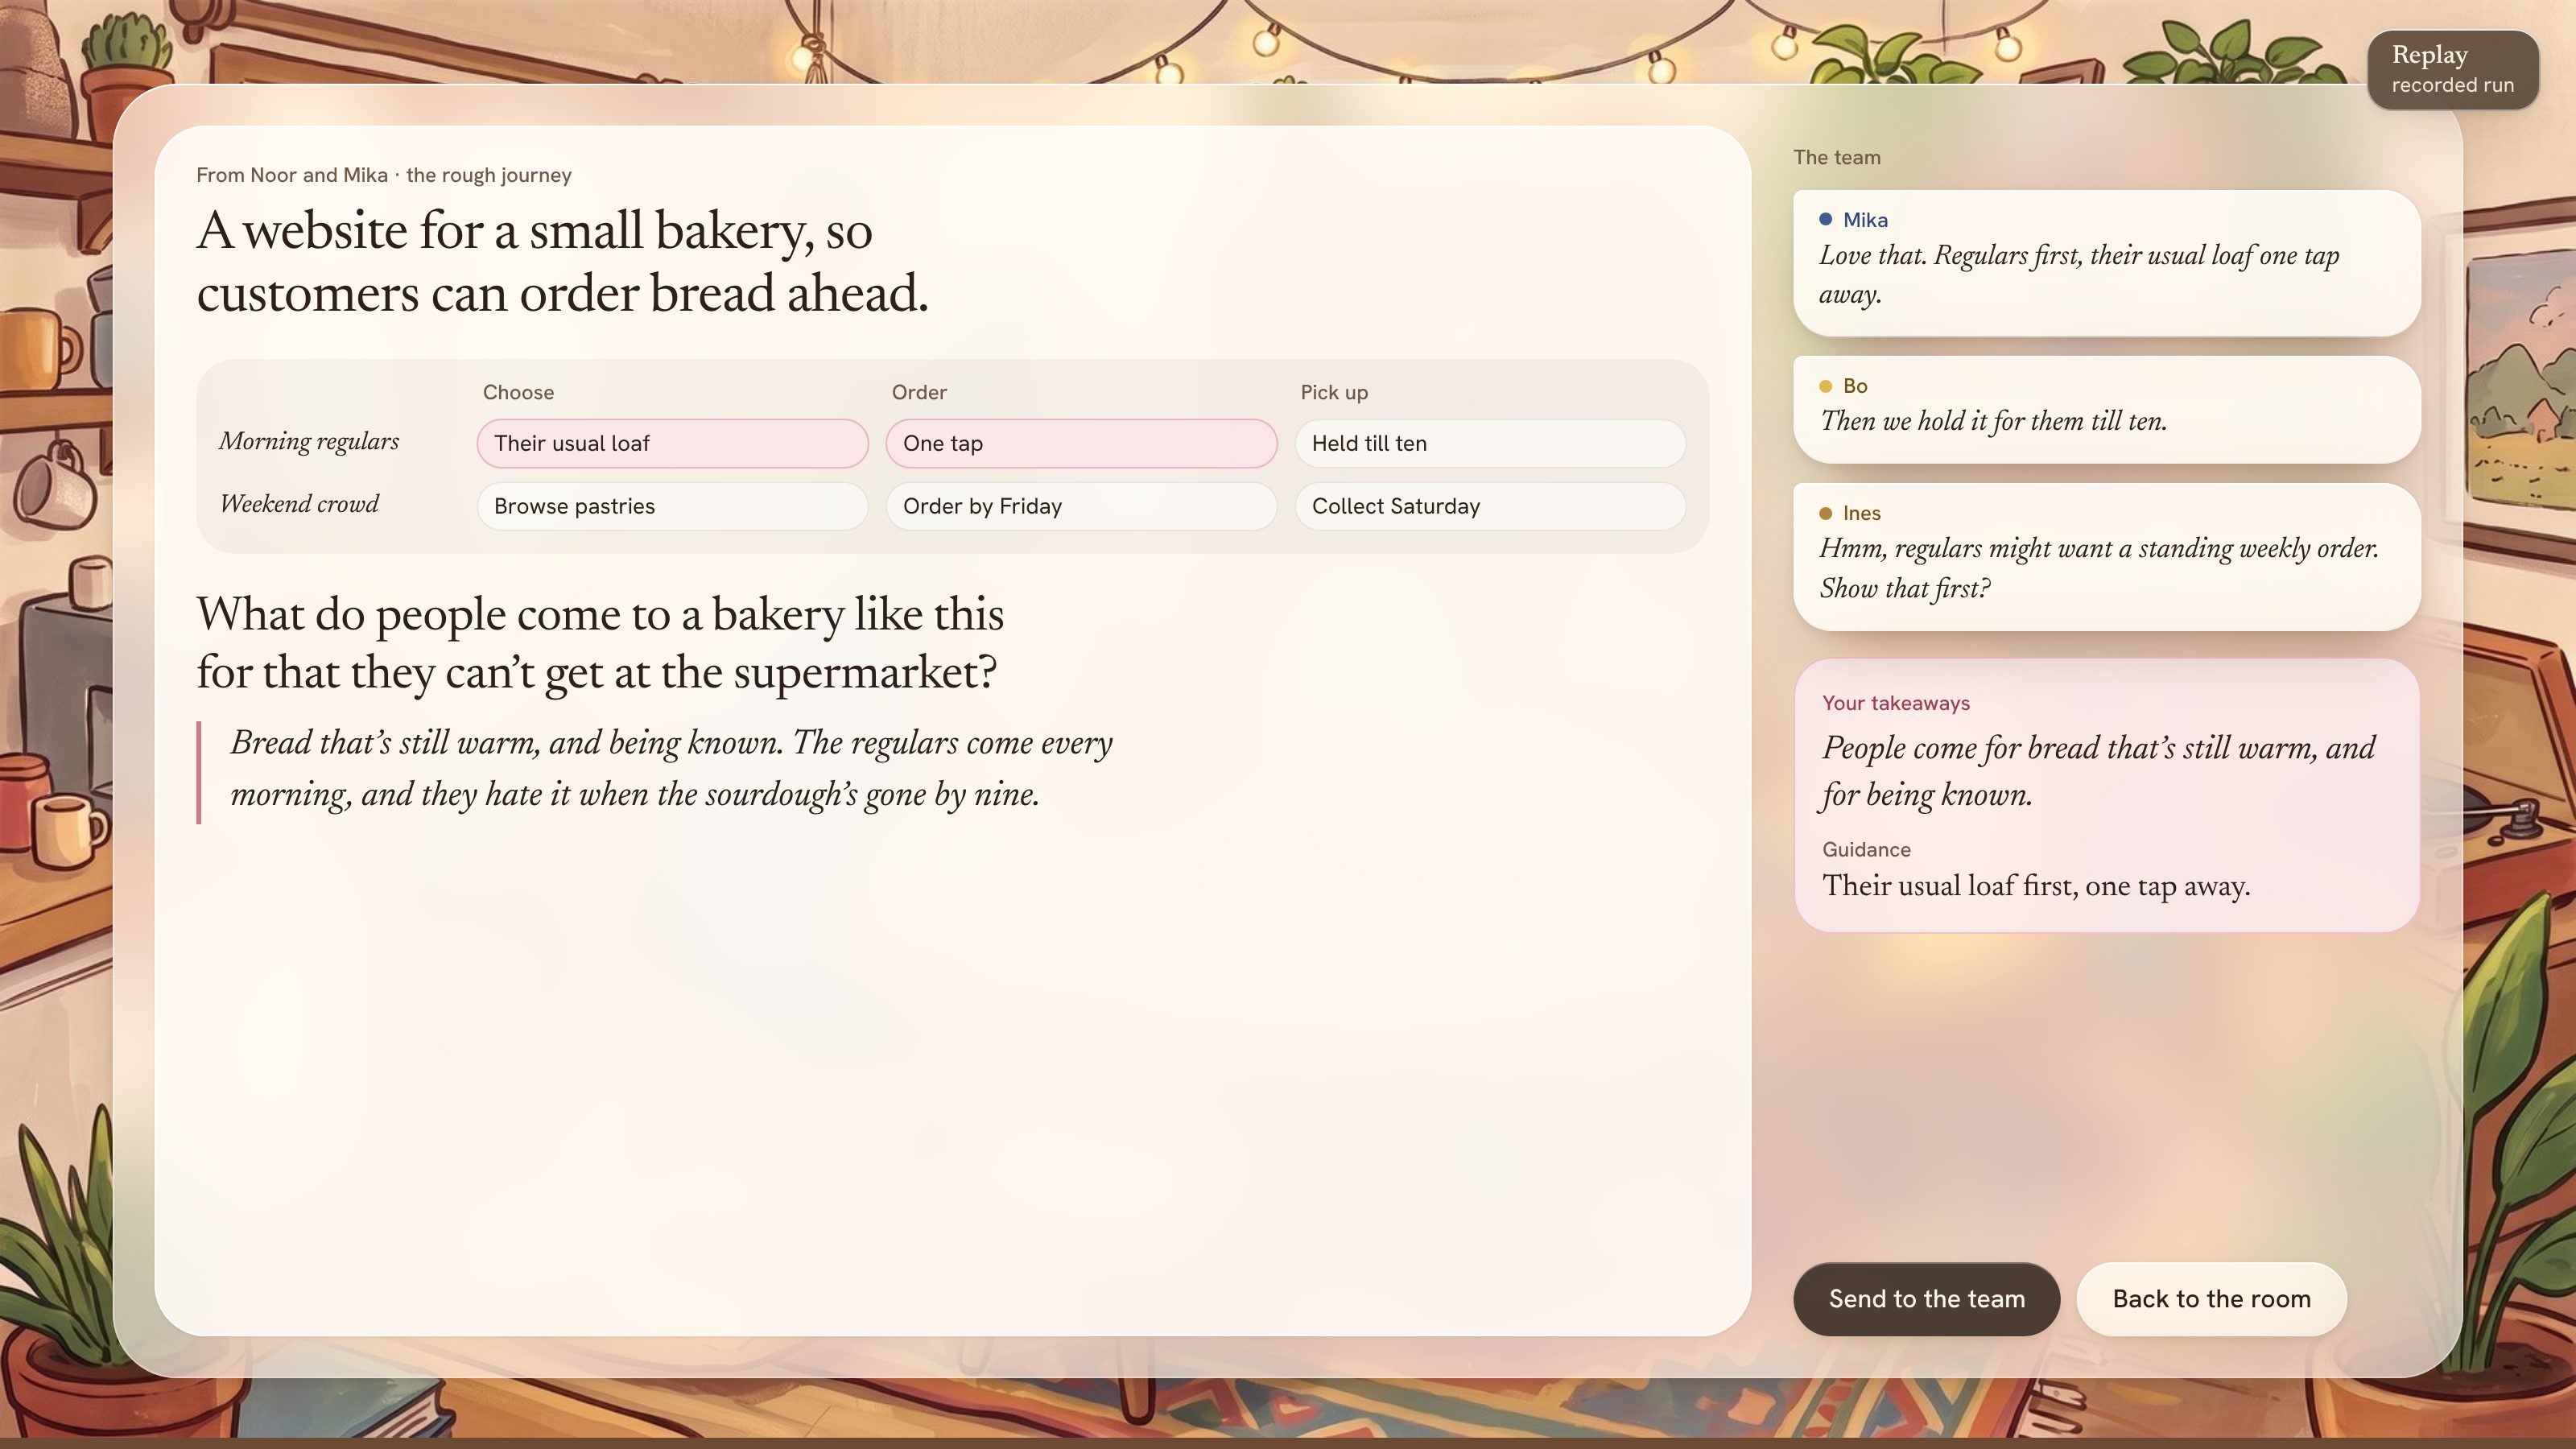 Replay
recorded run
From Noor and Mika · the rough journey
A website for a small bakery, so
customers can order bread ahead.
Choose Order Pick up
Morning regulars Their usual loaf One tap Held till ten
Weekend crowd Browse pastries Order by Friday Collect Saturday
What do people come to a bakery like this
for that they can’t get at the supermarket?
Bread that’s still warm, and being known. The regulars come every
morning, and they hate it when the sourdough’s gone by nine.
The team
Mika
Love that. Regulars first, their usual loaf one tap
away.
Bo
Then we hold it for them till ten.
Ines
Hmm, regulars might want a standing weekly order.
Show that first?
Your takeaways
People come for bread that’s still warm, and
for being known.
Guidance
Their usual loaf first, one tap away.
Send to the team Back to the room